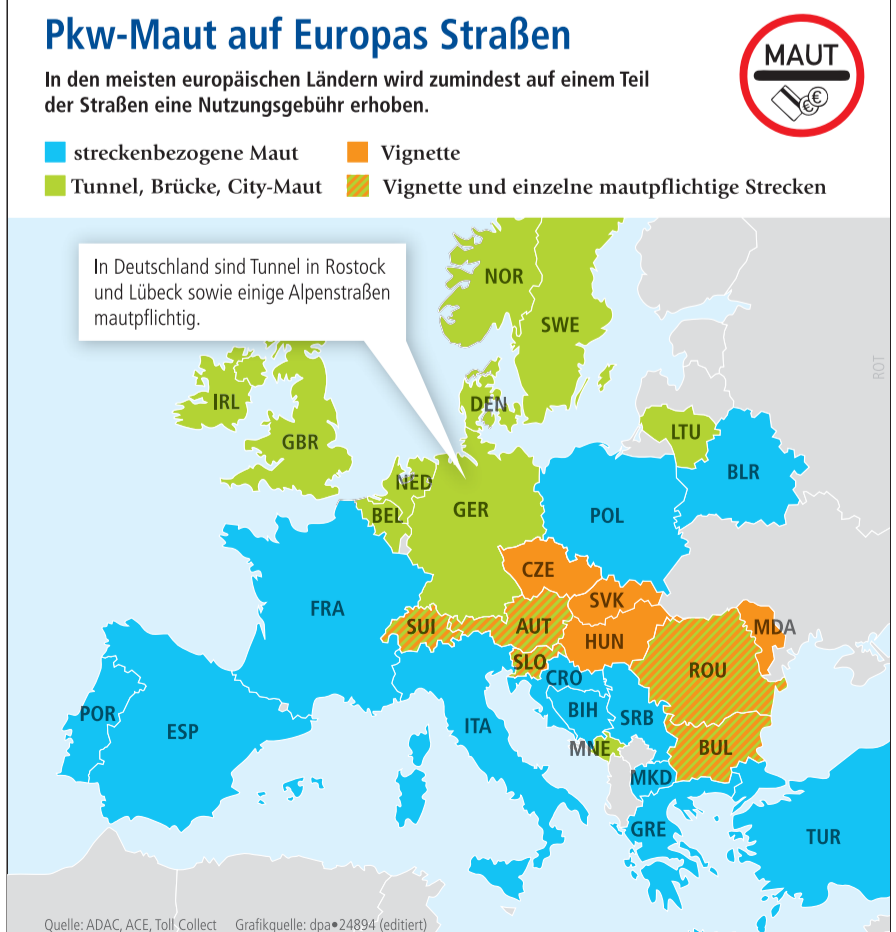 Pkw-Maut auf Europas Straßen
In den meisten europäischen Ländern wird zumindest auf einem Teil
der Straßen eine Nutzungsgebühr erhoben.
MAUT
€€
streckenbezogene Maut
Vignette
Tunnel, Brücke, City-Maut
Vignette und einzelne mautpflichtige Strecken
In Deutschland sind Tunnel in Rostock
und Lübeck sowie einige Alpenstraßen
mautpflichtig.
NOR
SWE
ROT
IRL
DEN
GBR
LTU
BLR
NED
BEL
GER
POL
CZE
FRA
SVK
SUI
AUT
HUN
MDA
SLO
CRO
ROU
POR
ESP
ITA
BIH
SRB
MNE
BUL
MKD
GRE
TUR
Quelle: ADAC, ACE, Toll Collect Grafikquelle: dpa•24894 (editiert)